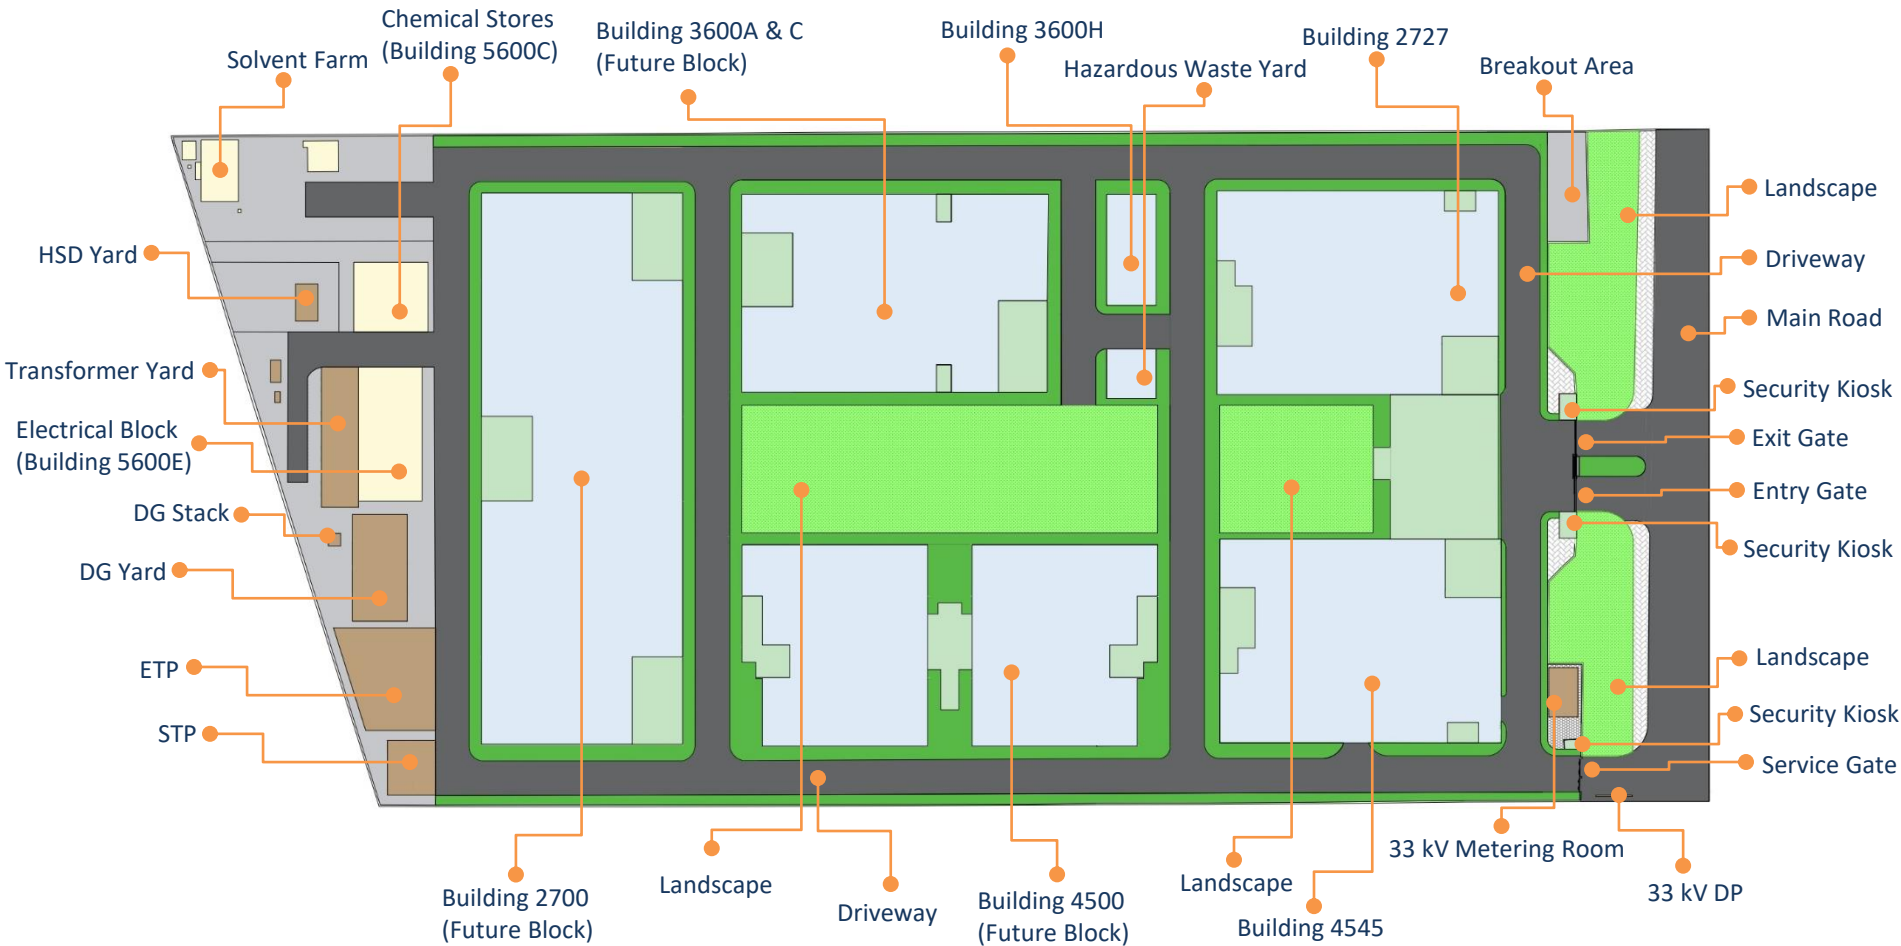 Chemical Stores
(Building 5600C)
Building 3600A & C
(Future Block)
Building 3600H
Building 2727
Solvent Farm
Hazardous Waste Yard
Breakout Area
Landscape
HSD Yard
Driveway
Main Road
Transformer Yard
Security Kiosk
Electrical Block
(Building 5600E)
Exit Gate
Entry Gate
DG Stack
Security Kiosk
DG Yard
ETP
Landscape
STP
Security Kiosk
Service Gate
33 kV Metering Room
33 kV DP
Building 2700
(Future Block)
Landscape
Driveway
Building 4500
(Future Block)
Landscape
Building 4545